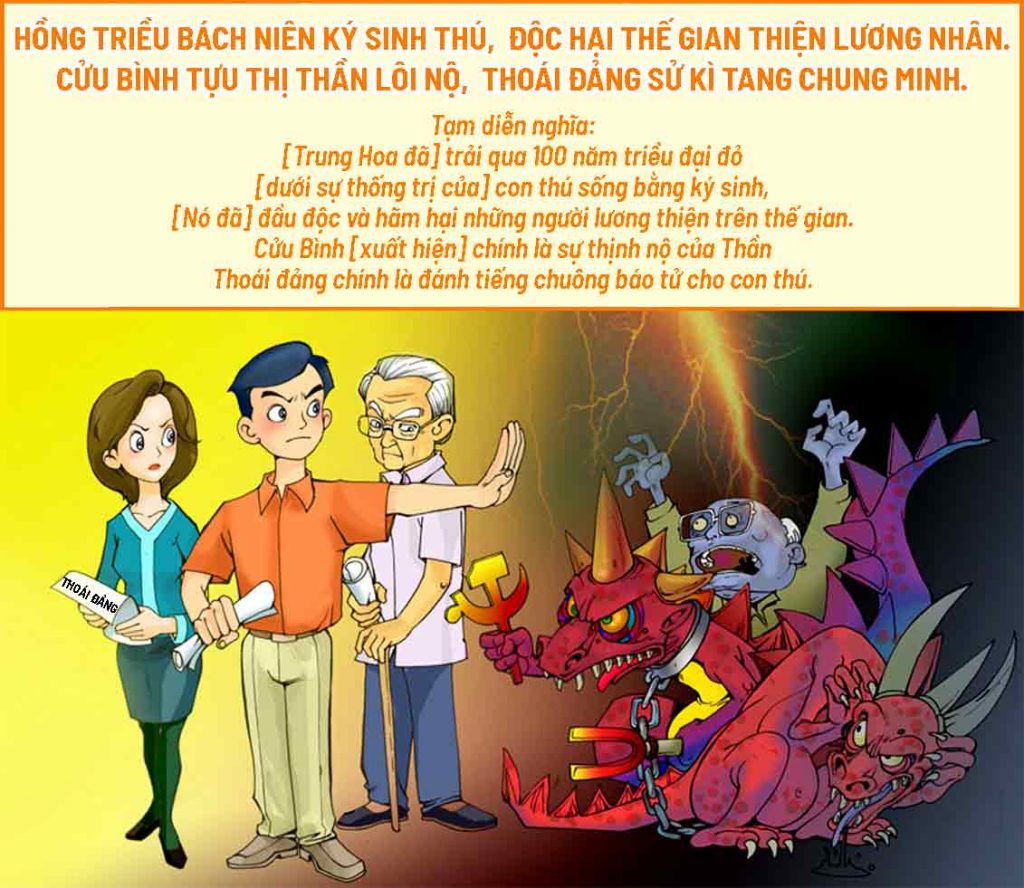 HỒNG TRIỀU BÁCH NIÊN KÝ SINH THÚ, ĐỘC HẠI THẾ GIAN THIỆN LƯƠNG NHÂN.
CỬU BÌNH TỰU THỊ THẦN LÔI NỘ, THOÁI ĐẢNG SỬ KÌ TANG CHUNG MINH.
Tạm diễn nghĩa:
[Trung Hoa đã] trải qua 100 năm triều đại đỏ
[dưới sự thống trị của] con thú sống bằng ký sinh,
[Nó đã] đầu độc và hãm hại những người lương thiện trên thế gian.
Cửu Bình [xuất hiện] chính là sự thịnh nộ của Thần
Thoái đảng chính là đánh tiếng chuông báo tử cho con thú.
THOÁI ĐẢNG